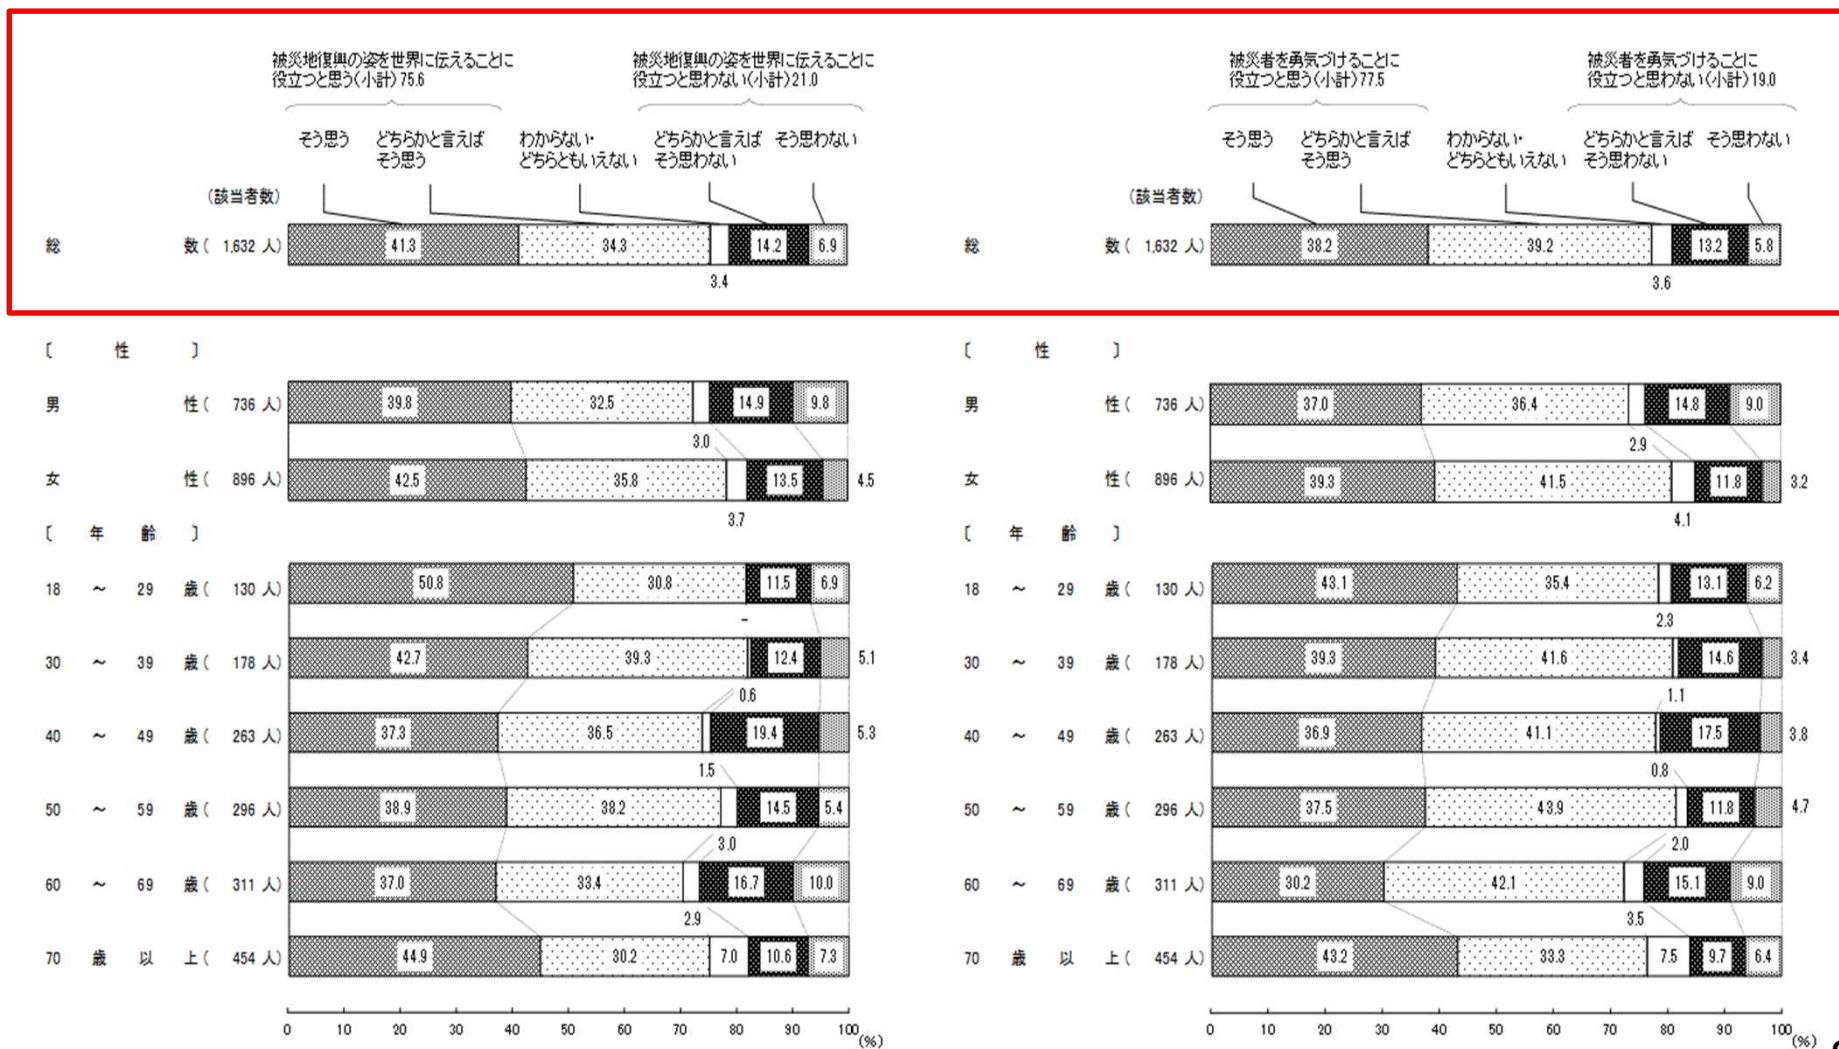 被災地復興の姿を世界に伝えることに
役立つと思う(小計)75.6
被災地復興の姿を世界に伝えることに
役立つと思わない(小計)21.0
そう思う
どちらかと言えば
そう思う
わからない・
どちらともいえない
どちらかと言えば
そう思わない
そう思わない
(該当者数)
総 数( 1,632 人)
41.3 34.3 14.2 6.9
3.4
〔 性 〕
男 性( 736 人)
39.8 32.5 14.9 9.8
3.0
女 性( 896 人)
42.5 35.8 13.5 4.5
3.7
〔 年 齢 〕
18 ~ 29 歳( 130 人)
50.8 30.8 11.5 6.9
-
30 ~ 39 歳( 178 人)
42.7 39.3 12.4 5.1
0.6
40 ~ 49 歳( 263 人)
37.3 36.5 19.4 5.3
1.5
50 ~ 59 歳( 296 人)
38.9 38.2 14.5 5.4
3.0
60 ~ 69 歳( 311 人)
37.0 33.4 16.7 10.0
2.9
70 歳 以 上( 454 人)
44.9 30.2 7.0 10.6 7.3
0 10 20 30 40 50 60 70 80 90 100
(%)
被災者を勇気づけることに
役立つと思う(小計)77.5
被災者を勇気づけることに
役立つと思わない(小計)19.0
そう思う
どちらかと言えば
そう思う
わからない・
どちらともいえない
どちらかと言えば
そう思わない
そう思わない
(該当者数)
総 数( 1,632 人)
38.2 39.2 13.2 5.8
3.6
〔 性 〕
男 性( 736 人)
37.0 36.4 14.8 9.0
2.9
女 性( 896 人)
39.3 41.5 11.8 3.2
4.1
〔 年 齢 〕
18 ~ 29 歳( 130 人)
43.1 35.4 13.1 6.2
2.3
30 ~ 39 歳( 178 人)
39.3 41.6 14.6 3.4
1.1
40 ~ 49 歳( 263 人)
36.9 41.1 17.5 3.8
0.8
50 ~ 59 歳( 296 人)
37.5 43.9 11.8 4.7
2.0
60 ~ 69 歳( 311 人)
30.2 42.1 15.1 9.0
3.5
70 歳 以 上( 454 人)
43.2 33.3 7.5 9.7 6.4
0 10 20 30 40 50 60 70 80 90 100
(%)